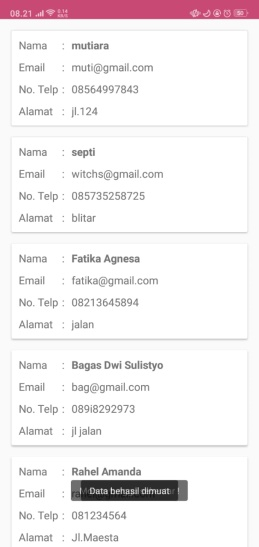 08.21
Nama : mutiara
Email : muti@gmail.com
No. Telp : 08564997843
Alamat : jl.124
Nama : septi
Email : witchs@gmail.com
No. Telp : 085735258725
Alamat : blitar
Nama : Fatika Agnesa
Email : fatika@gmail.com
No. Telp : 08213645894
Alamat : jalan
Nama : Bagas Dwi Sulistyo
Email : bag@gmail.com
No. Telp : 089i8292973
Alamat : jl jalan
Nama : Rahel Amanda
Email :
Data behasil dimuat
No. Telp : 081234564
Alamat : Jl.Maesta